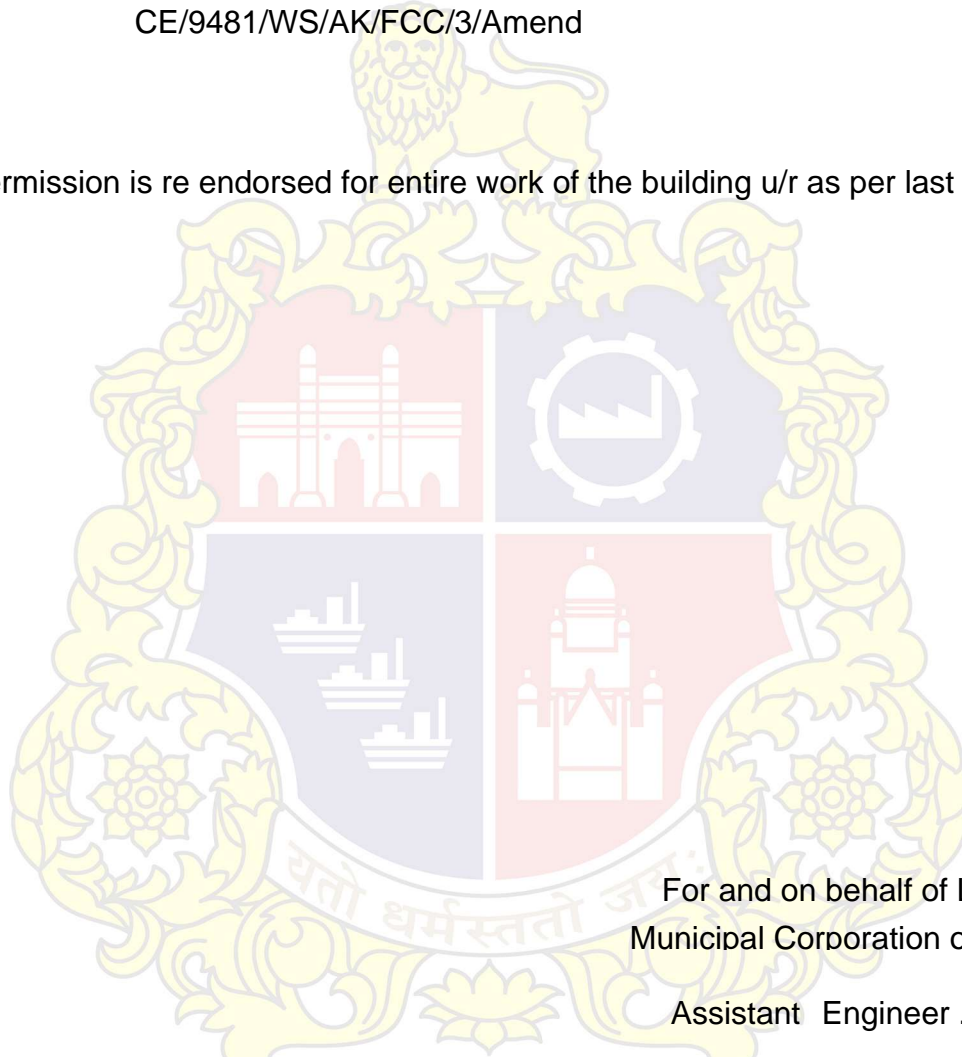 CE/9481/WS/AK/FCC/3/Amend
ermission is re endorsed for entire work of the building u/r as per last
यतो धर्मस्ततो जय:
For and on behalf of
Municipal Corporation o
Assistant Engineer .